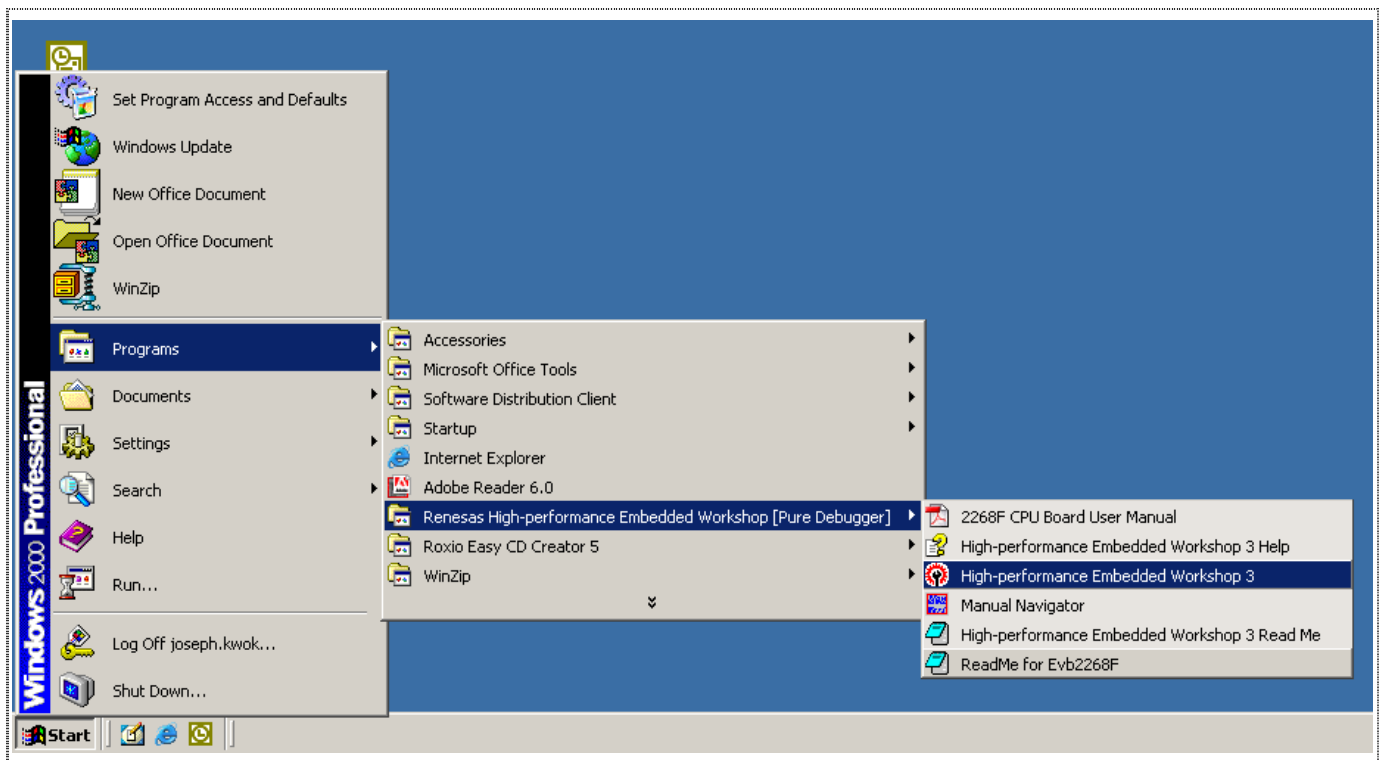 Set Program Access and Defaults
Windows Update
New Office Document
Open Office Document
WinZip
Programs
Documents
Settings
Search
Help
Run...
Log Off joseph.kwok...
Shut Down...
Windows 2000 Professional
Accessories
Microsoft Office Tools
Software Distribution Client
Startup
Internet Explorer
Adobe Reader 6.0
Renesas High-performance Embedded Workshop [Pure Debugger]
Roxio Easy CD Creator 5
WinZip
2268F CPU Board User Manual
High-performance Embedded Workshop 3 Help
High-performance Embedded Workshop 3
Manual Navigator
High-performance Embedded Workshop 3 Read Me
ReadMe for Evb2268F
Start